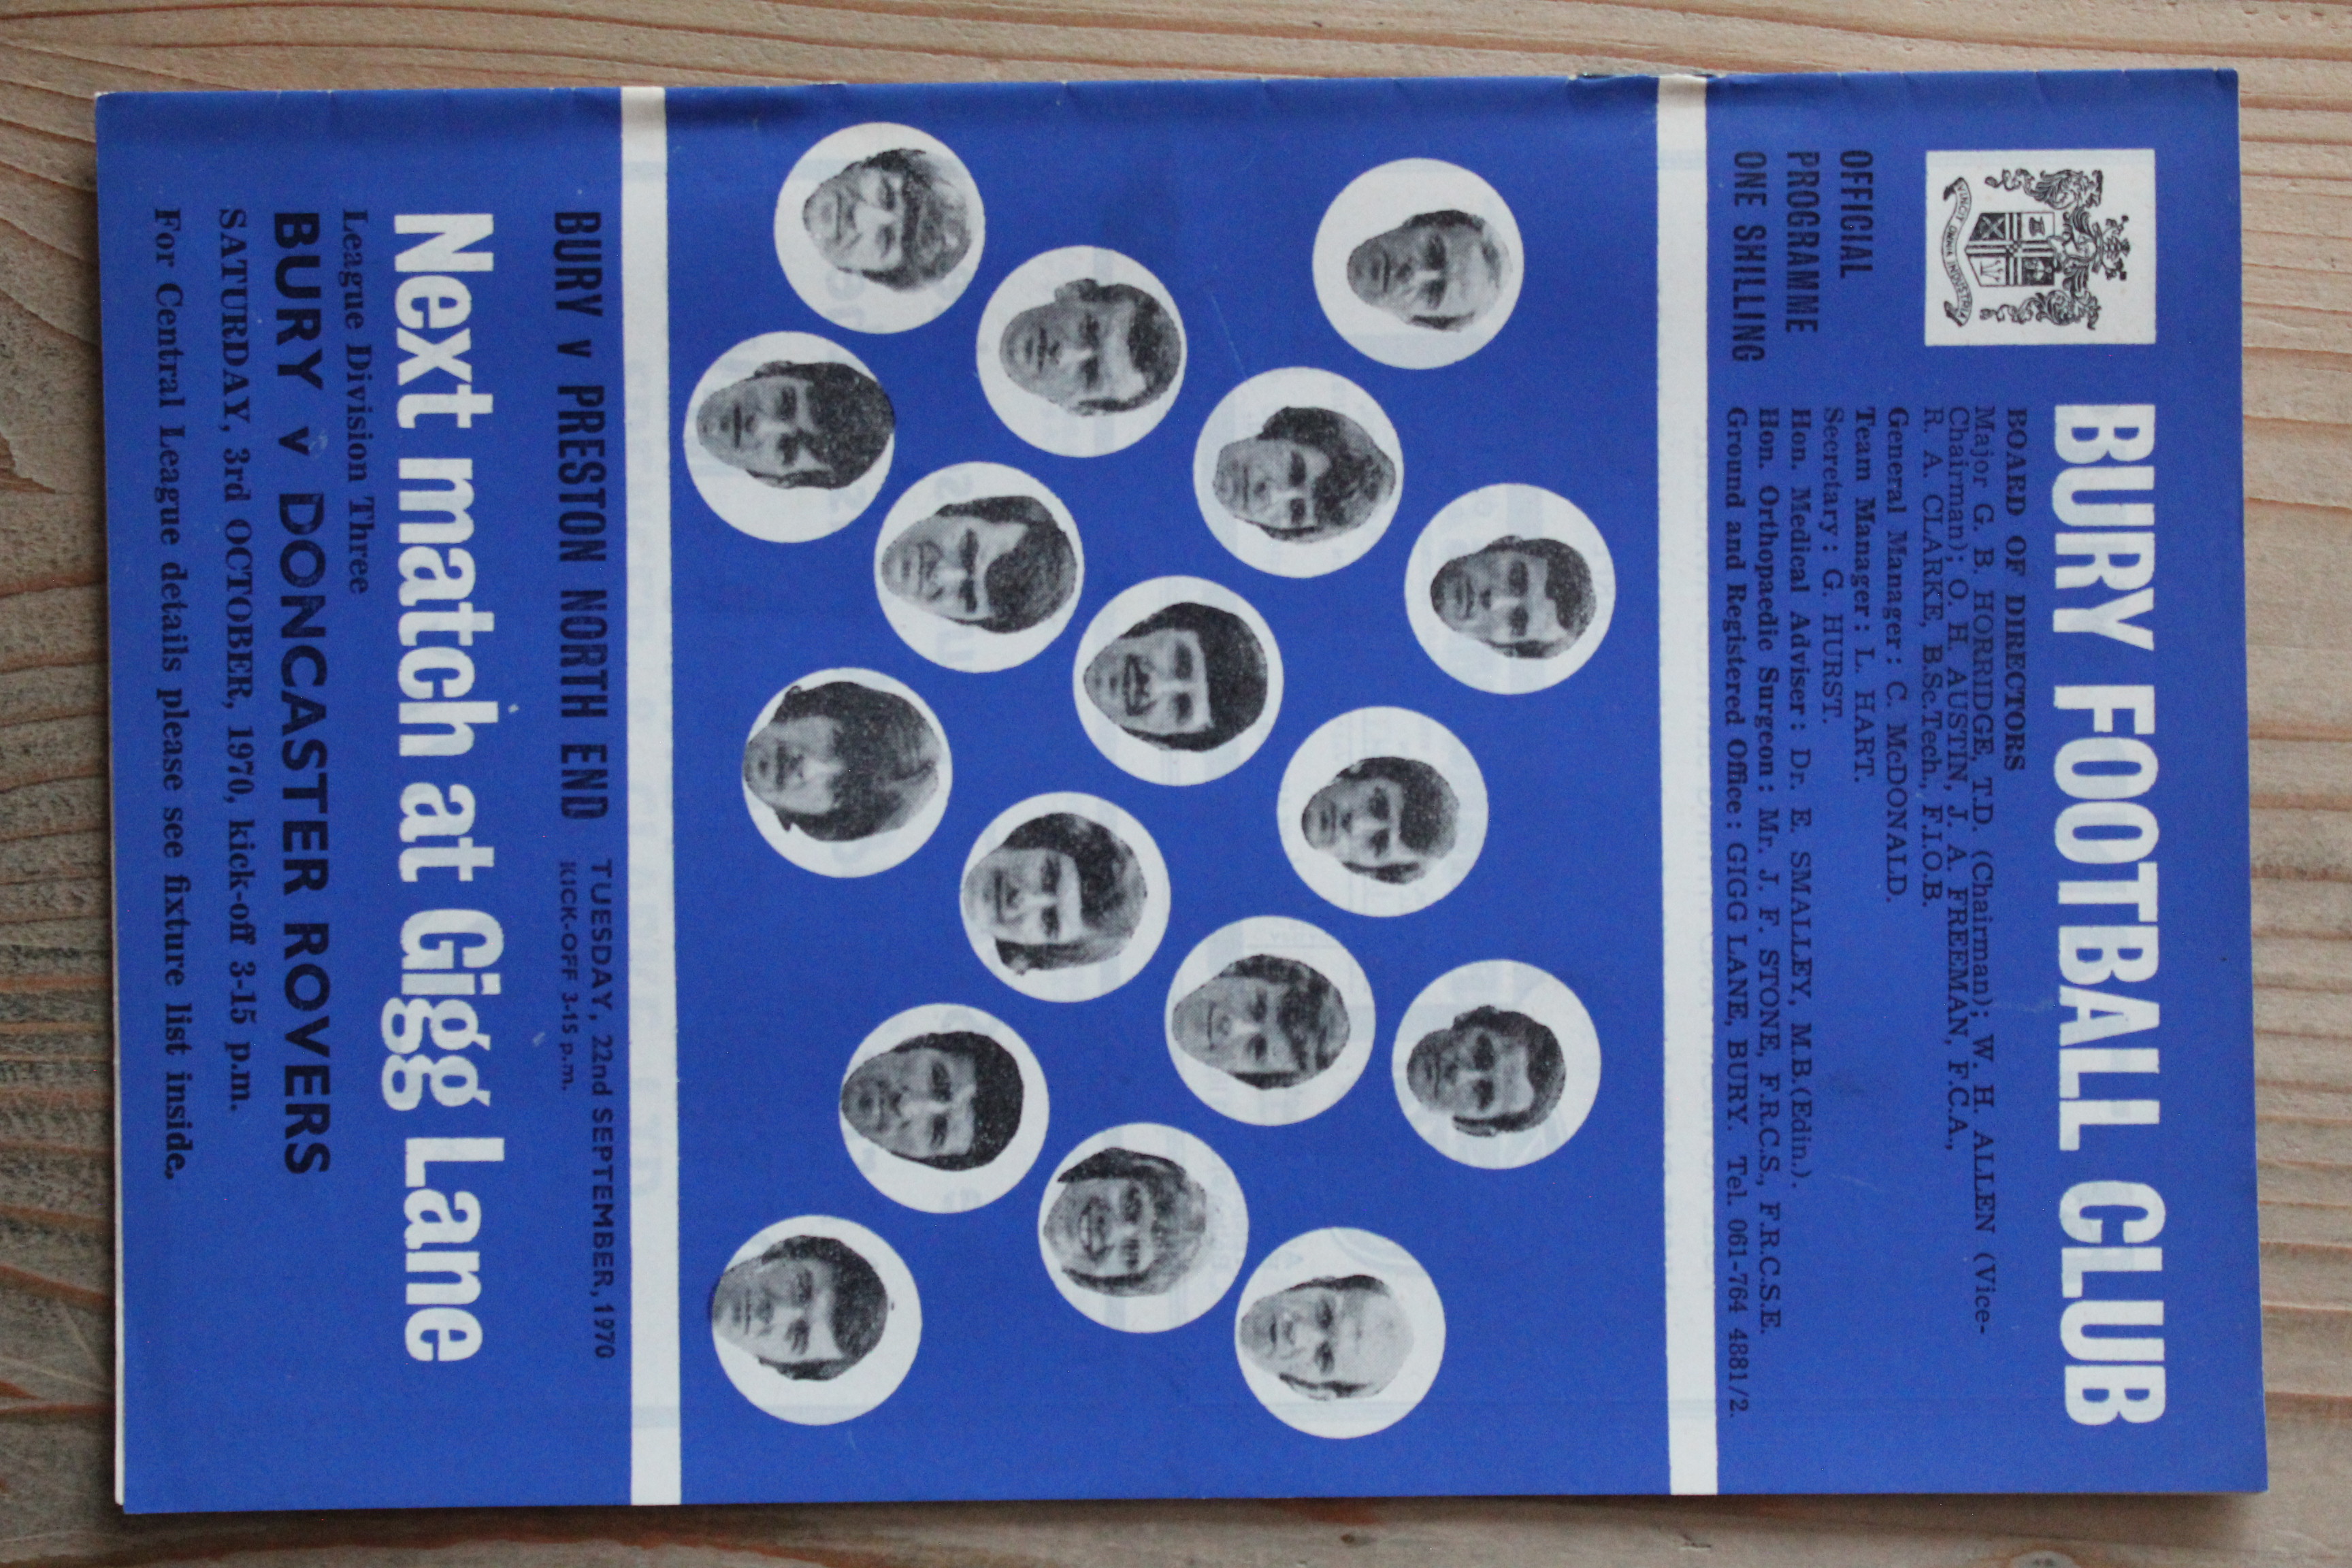 BURY FOOTBALL CLUB
VINCIT OMNIA INDUSTRIA
OFFICIAL
PROGRAMME
ONE SHILLING
BOARD OF DIRECTORS
Major G. B. HORRIDGE, T.D. (Chairman); W. H. ALLEN (Vice-
Chairman); O. H. AUSTIN, J. A. FREEMAN, F.C.A.,
R. A. CLARKE, B.Sc.Tech., F.I.O.B.
General Manager: C. McDONALD.
Team Manager: L. HART.
Secretary: G. HURST.
Hon. Medical Adviser: Dr. E. SMALLEY, M.B.(Edin.).
Hon. Orthopaedic Surgeon: Mr. J. F. STONE, F.R.C.S., F.R.C.S.E.
Ground and Registered Office: GIGG LANE, BURY. Tel. 061-764 4881/2.
BURY v PRESTON NORTH END
TUESDAY, 22nd SEPTEMBER, 1970
KICK-OFF 3-15 p.m.
Next match at Gigg Lane
League Division Three
BURY v DONCASTER ROVERS
SATURDAY, 3rd OCTOBER, 1970, kick-off 3-15 p.m.
For Central League details please see fixture list inside.